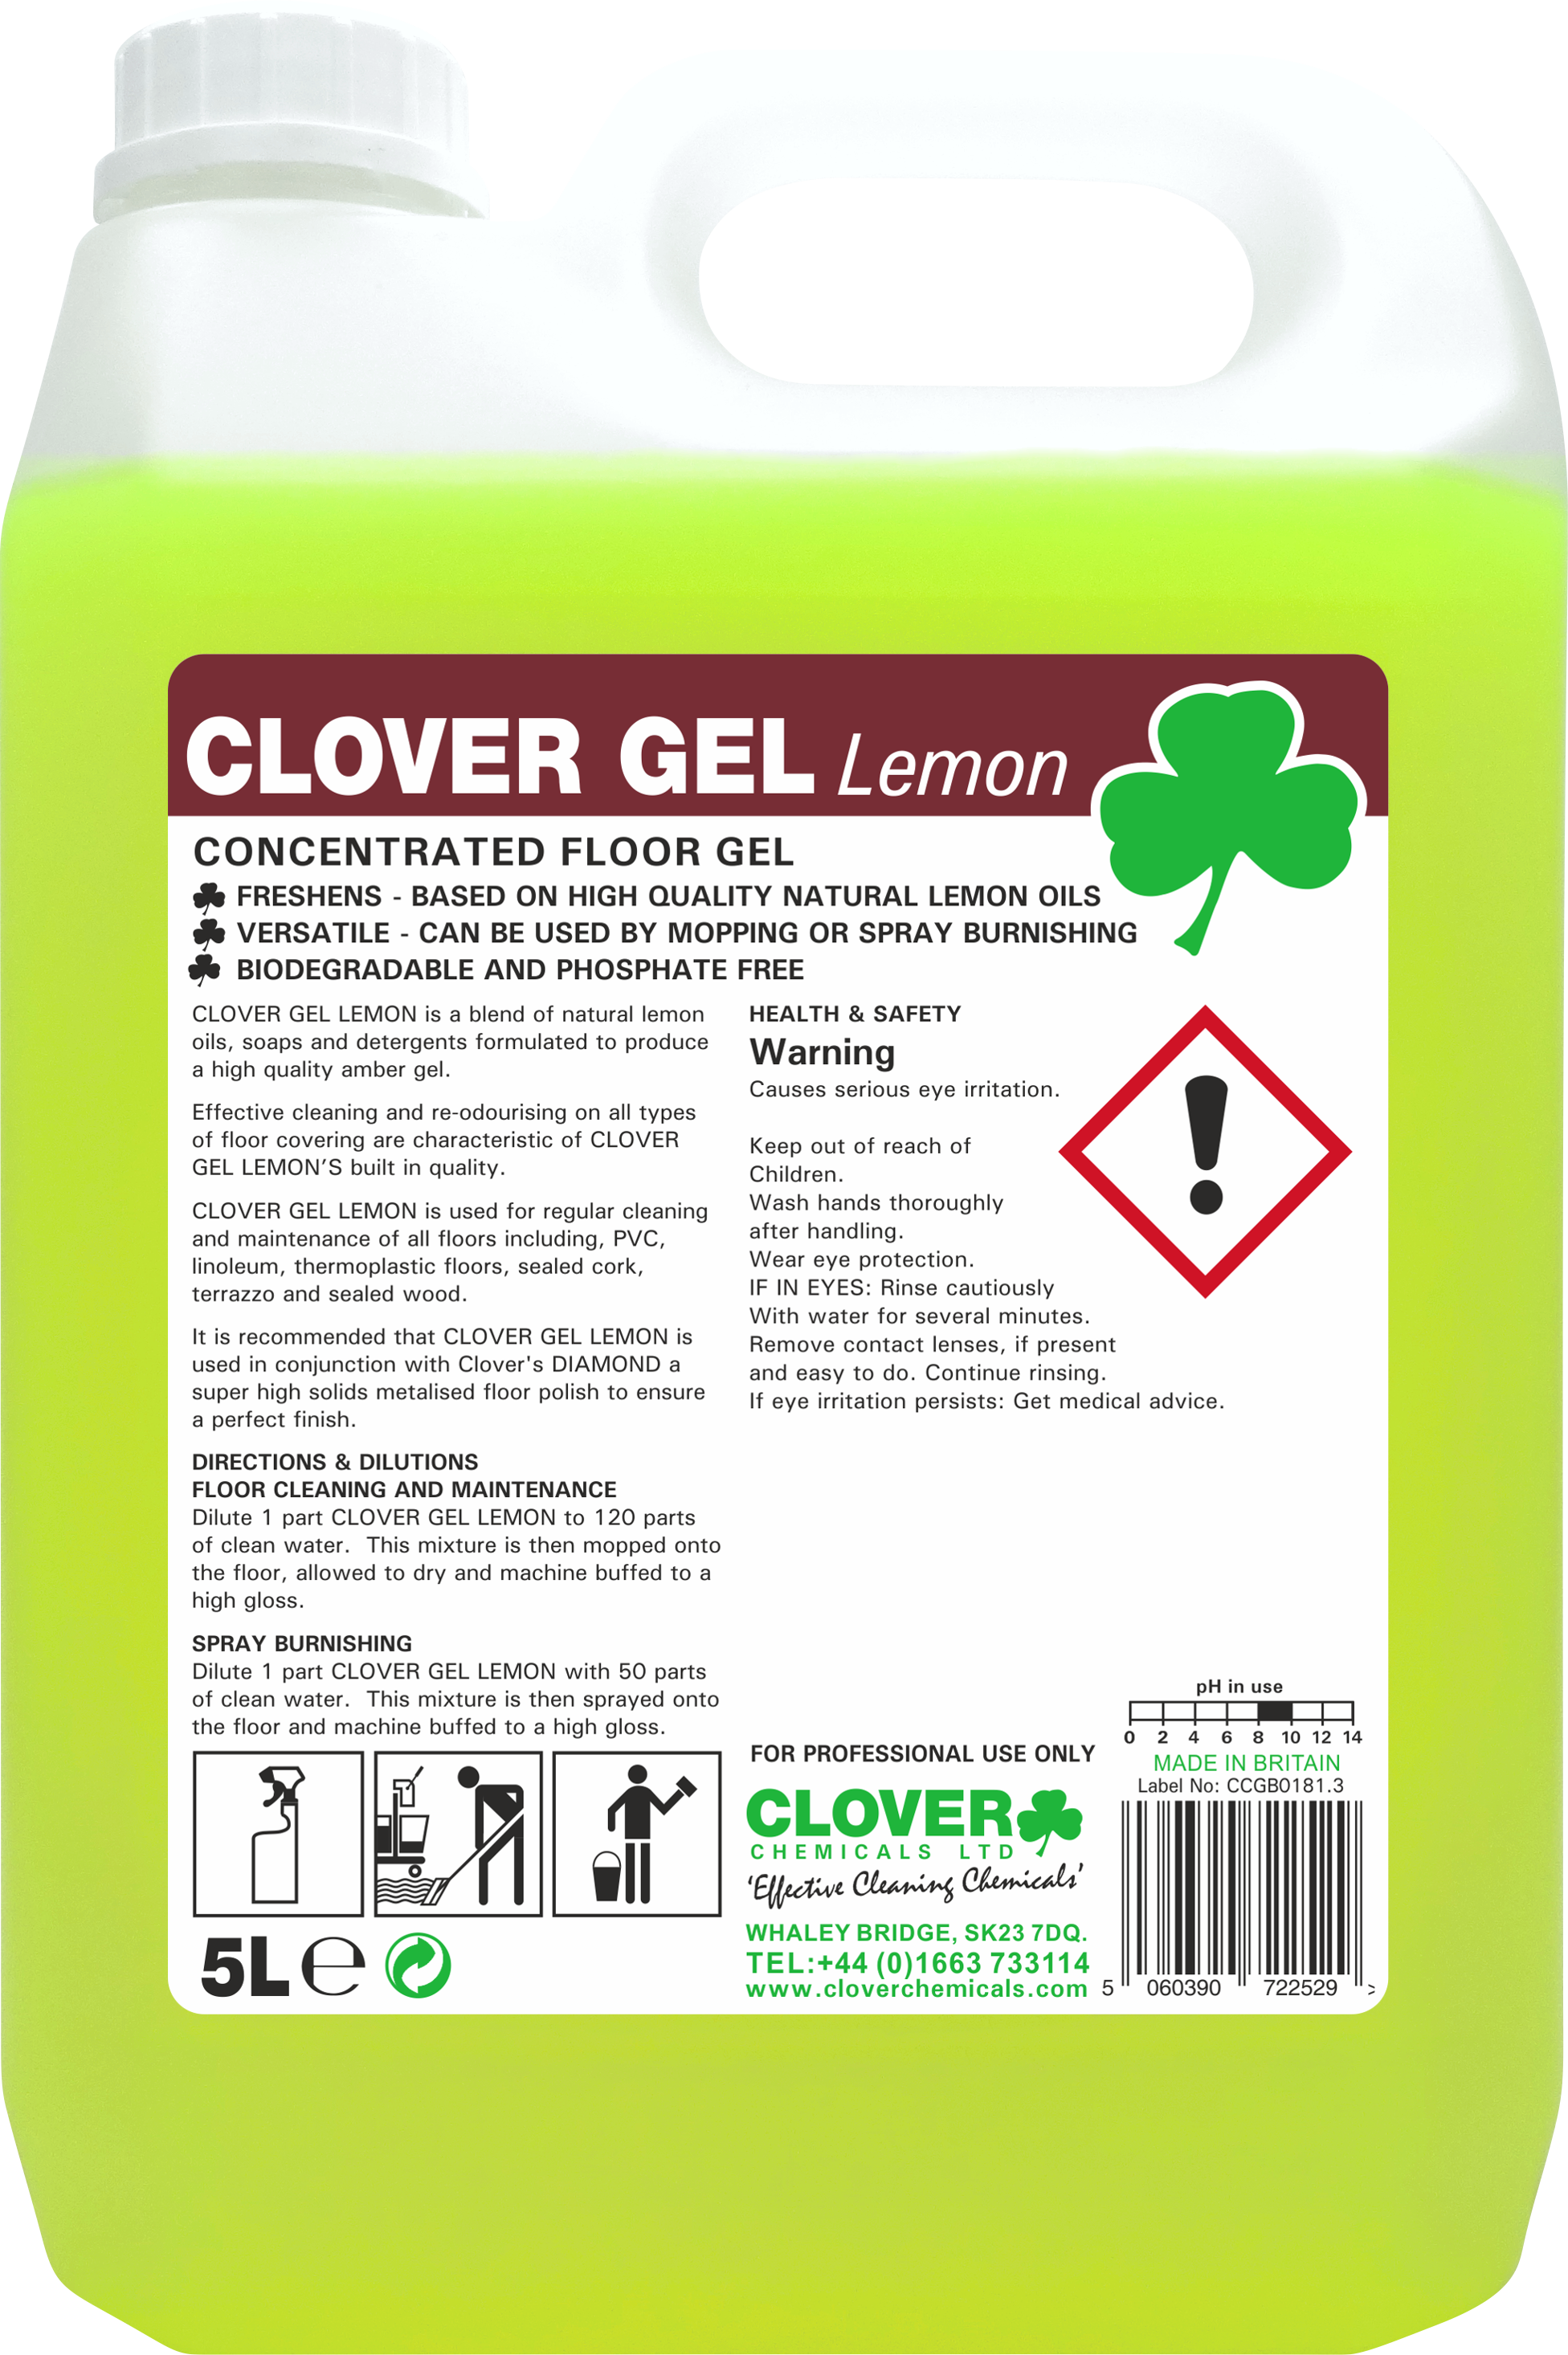 CLOVER GEL Lemon
CONCENTRATED FLOOR GEL
FRESHENS - BASED ON HIGH QUALITY NATURAL LEMON OILS
VERSATILE - CAN BE USED BY MOPPING OR SPRAY BURNISHING
BIODEGRADABLE AND PHOSPHATE FREE
CLOVER GEL LEMON is a blend of natural lemon
oils, soaps and detergents formulated to produce
a high quality amber gel.
Effective cleaning and re-odourising on all types
of floor covering are characteristic of CLOVER
GEL LEMON’S built in quality.
CLOVER GEL LEMON is used for regular cleaning
and maintenance of all floors including, PVC,
linoleum, thermoplastic floors, sealed cork,
terrazzo and sealed wood.
It is recommended that CLOVER GEL LEMON is
used in conjunction with Clover's DIAMOND a
super high solids metalised floor polish to ensure
a perfect finish.
DIRECTIONS & DILUTIONS
FLOOR CLEANING AND MAINTENANCE
Dilute 1 part CLOVER GEL LEMON to 120 parts
of clean water. This mixture is then mopped onto
the floor, allowed to dry and machine buffed to a
high gloss.
SPRAY BURNISHING
Dilute 1 part CLOVER GEL LEMON with 50 parts
of clean water. This mixture is then sprayed onto
the floor and machine buffed to a high gloss.
5L e
HEALTH & SAFETY
Warning
Causes serious eye irritation.
Keep out of reach of
Children.
Wash hands thoroughly
after handling.
Wear eye protection.
IF IN EYES: Rinse cautiously
With water for several minutes.
Remove contact lenses, if present
and easy to do. Continue rinsing.
If eye irritation persists: Get medical advice.
FOR PROFESSIONAL USE ONLY
CLOVER
CHEMICALS LTD
‘Effective Cleaning Chemicals’
WHALEY BRIDGE, SK23 7DQ.
TEL:+44 (0)1663 733114
www.cloverchemicals.com
pH in use
0 2 4 6 8 10 12 14
MADE IN BRITAIN
Label No: CCGB0181.3
5 060390 722529 >